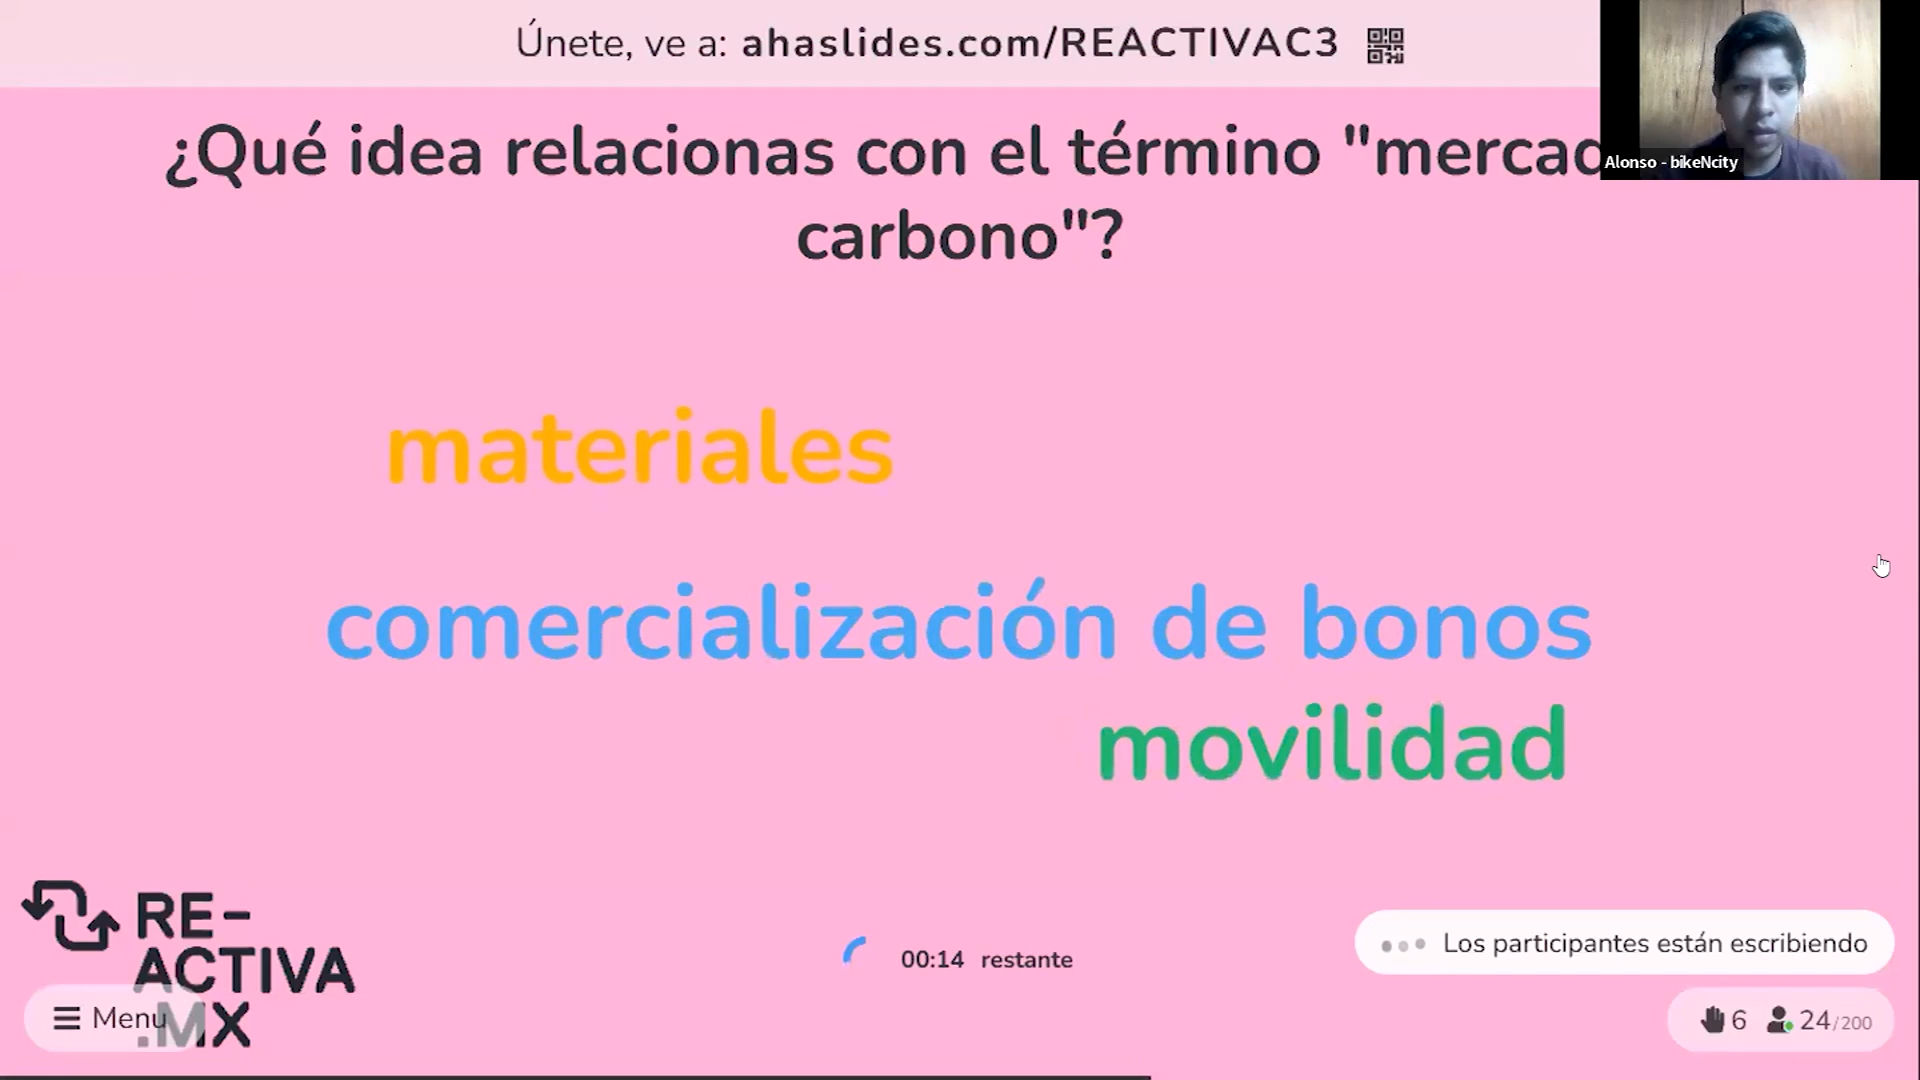 Únete, ve a: ahaslides.com/REACTIVAC3
¿Qué idea relacionas con el término "mercad
carbono"?
Alonso - bikeNcity
materiales
comercialización de bonos
movilidad
RE-
ACTIVA
.MX
Menu
00:14 restante
Los participantes están escribiendo
6 24/200